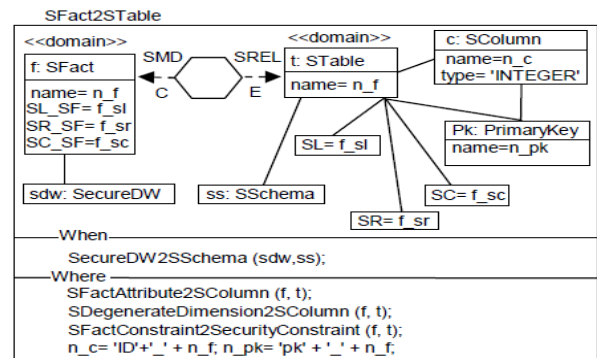 SFact2STable
<<domain>>
f: SFact
name= n_f
SL_SF= f_sl
SR_SF= f_sr
SC_SF=f_sc
sdw: SecureDW
SMD
SREL
C
E
<<domain>>
t: STable
name= n_f
c: SColumn
name=n_c
type= 'INTEGER'
Pk: PrimaryKey
name=n_pk
SL= f_sl
ss: SSchema
SC= f_sc
SR= f_sr
When
SecureDW2SSchema (sdw,ss);
Where
SFactAttribute2SColumn (f, t);
SDegenerateDimension2SColumn (f, t);
SFactConstraint2SecurityConstraint (f, t);
n_c= 'ID'+'_' + n_f; n_pk= 'pk' + '_' + n_f;